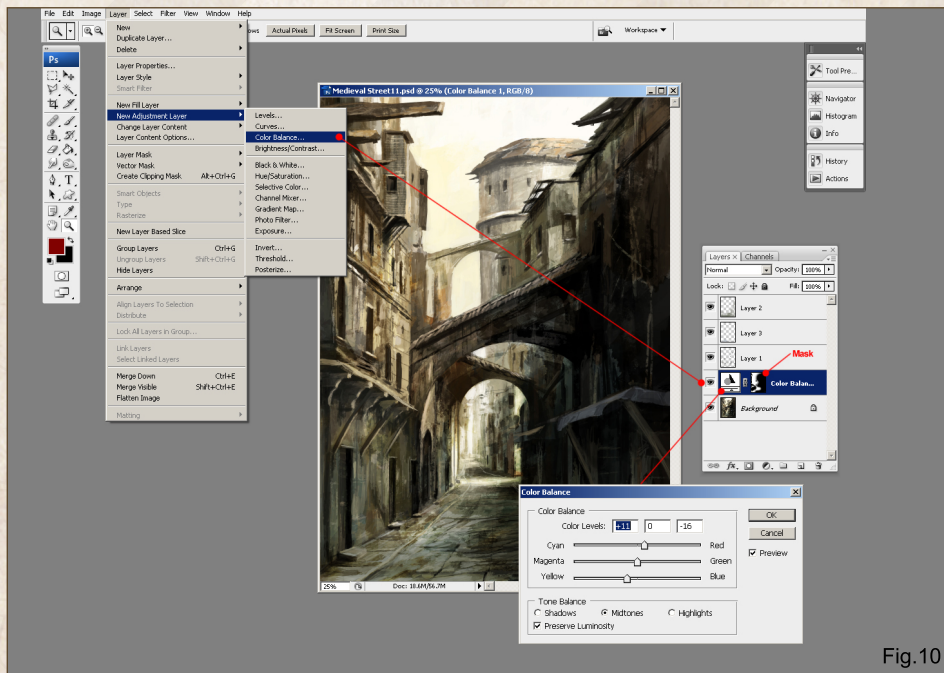 File Edit Image Layer Select Filter View Window Help
ows Actual Pixels Fit Screen Print Size Workspace ▼
New
Duplicate Layer...
Delete
Layer Properties...
Layer Style
Smart Filter
New Fill Layer
New Adjustment Layer
Change Layer Content
Layer Content Options...
Layer Mask
Vector Mask
Create Clipping Mask Alt+Ctrl+G
Smart Objects
Type
Rasterize
New Layer Based Slice
Group Layers Ctrl+G
Ungroup Layers Shift+Ctrl+G
Hide Layers
Arrange
Align Layers To Selection
Distribute
Lock All Layers in Group...
Link Layers
Select Linked Layers
Merge Down Ctrl+E
Merge Visible Shift+Ctrl+E
Flatten Image
Matting
Levels...
Curves...
Color Balance...
Brightness/Contrast...
Black & White...
Hue/Saturation...
Selective Color...
Channel Mixer...
Gradient Map...
Photo Filter...
Exposure...
Invert...
Threshold...
Posterize...
Ps
T
Medieval Street11.psd @ 25% (Color Balance 1, RGB/8)
25% Doc: 10.6M/56.7M
Tool Pre...
Navigator
Histogram
Info
History
Actions
Layers × Channels
Normal Opacity: 100%
Lock: Fill: 100%
Layer 2
Layer 3
Layer 1
Mask
Color Balan...
Background
fx.
Color Balance
Color Balance
Color Levels: +11 0 -16
Cyan Red
Magenta Green
Yellow Blue
OK
Cancel
Preview
Tone Balance
Shadows Midtones Highlights
Preserve Luminosity
Fig.10